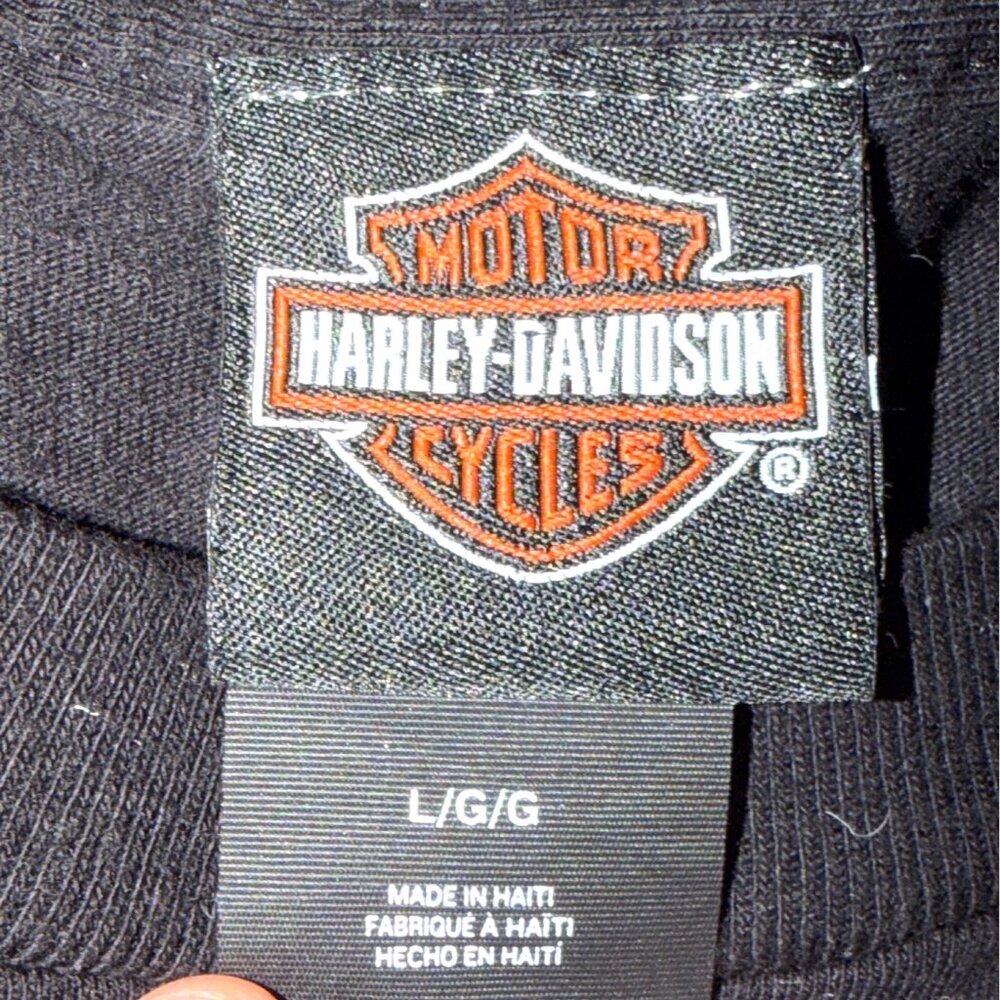 MOTOR
HARLEY-DAVIDSON
CYCLES
®
L/G/G
MADE IN HAITI
FABRIQUÉ À HAÏTI
HECHO EN HAITÍ